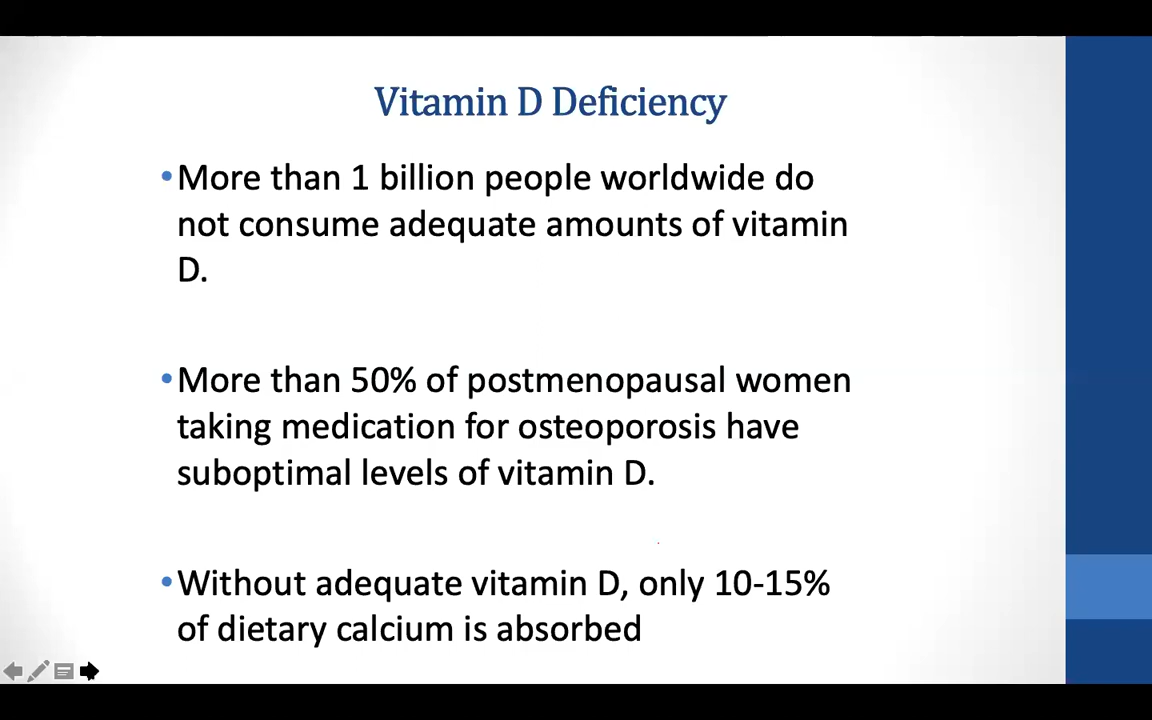 Vitamin D Deficiency
•More than 1 billion people worldwide do
not consume adequate amounts of vitamin
D.
•More than 50% of postmenopausal women
taking medication for osteoporosis have
suboptimal levels of vitamin D.
•Without adequate vitamin D, only 10-15%
of dietary calcium is absorbed